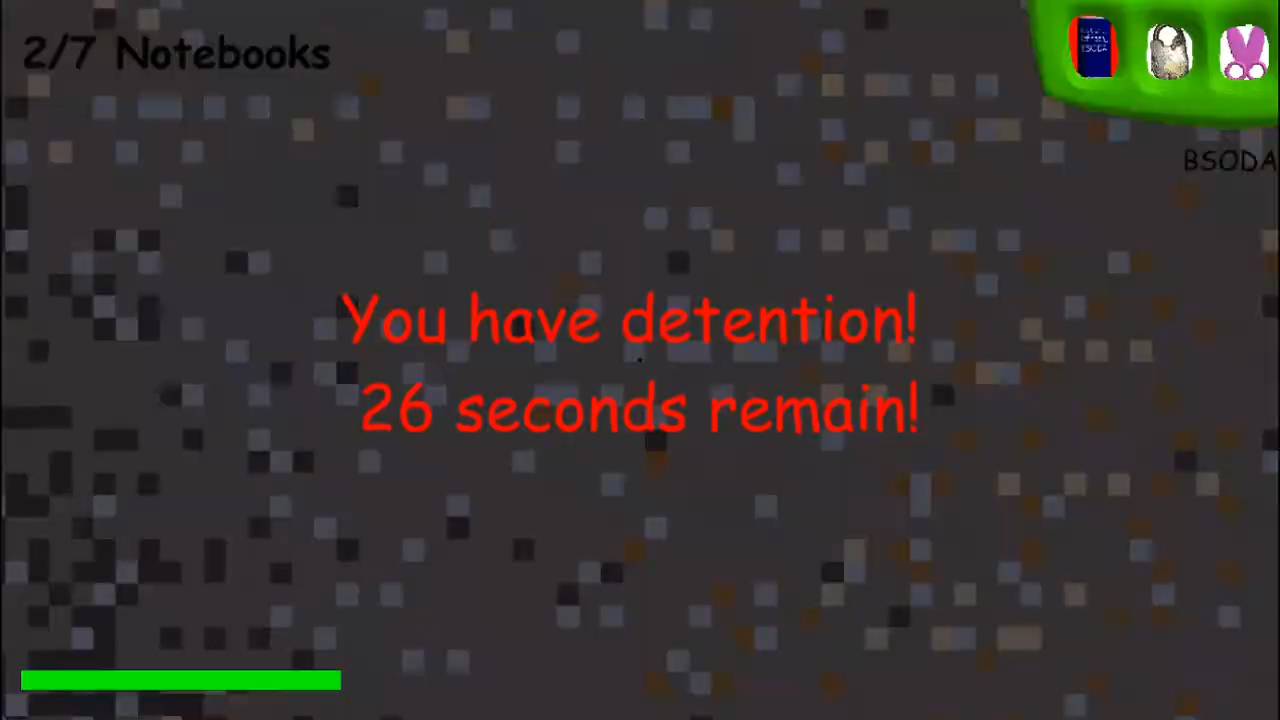 2/7 Notebooks
BSODA
You have detention!
26 seconds remain!